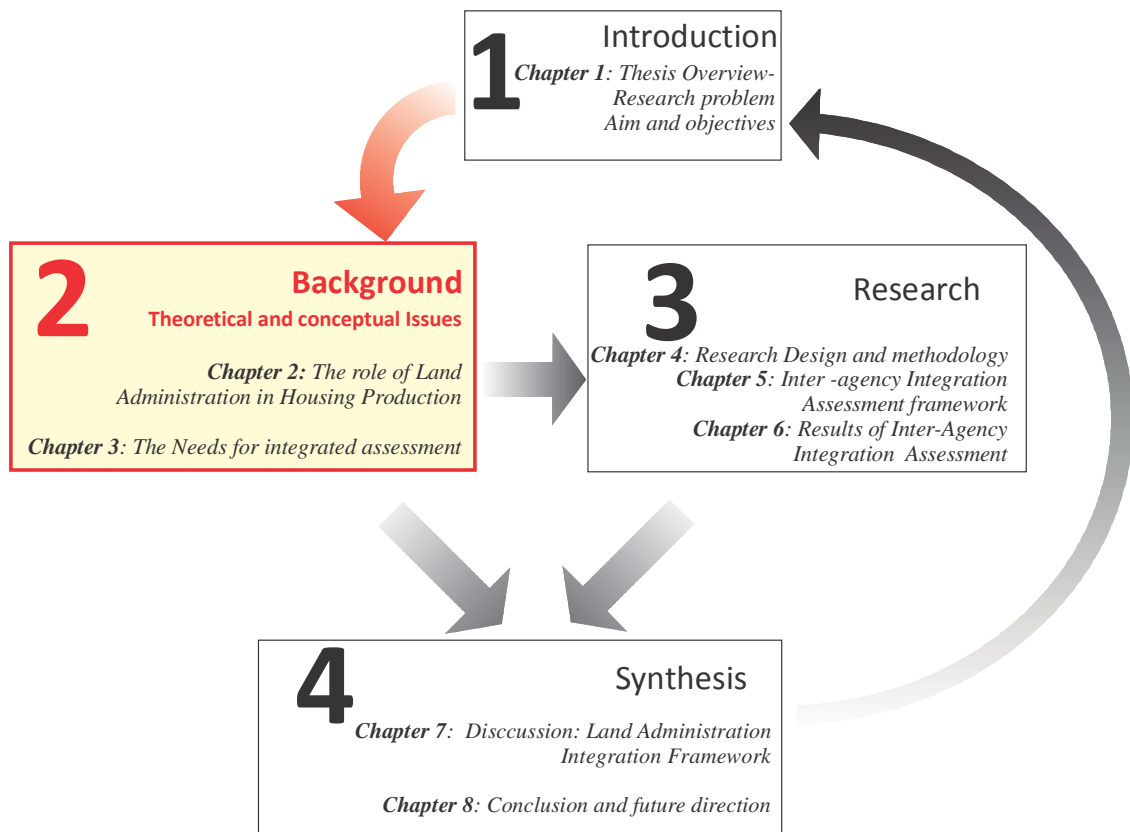 1
Introduction
Chapter 1: Thesis Overview-
Research problem
Aim and objectives
2
Background
Theoretical and conceptual Issues
Chapter 2: The role of Land
Administration in Housing Production
Chapter 3: The Needs for integrated assessment
3
Research
Chapter 4: Research Design and methodology
Chapter 5: Inter -agency Integration
Assessment framework
Chapter 6: Results of Inter-Agency
Integration Assessment
4
Synthesis
Chapter 7: Disccussion: Land Administration
Integration Framework
Chapter 8: Conclusion and future direction